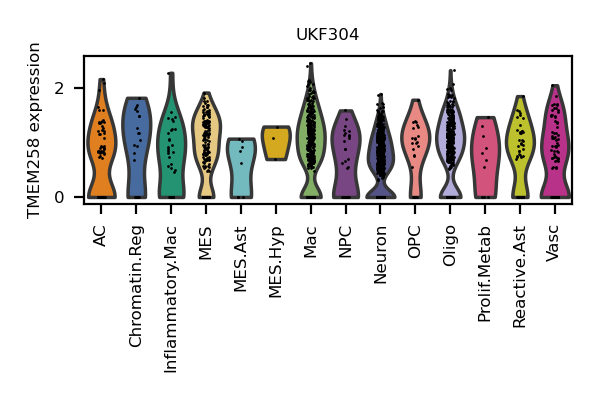 UKF304
TMEM258 expression
2
0
AC
Chromatin.Reg
Inflammatory.Mac
MES
MES.Ast
MES.Hyp
Mac
NPC
Neuron
OPC
Oligo
Prolif.Metab
Reactive.Ast
Vasc